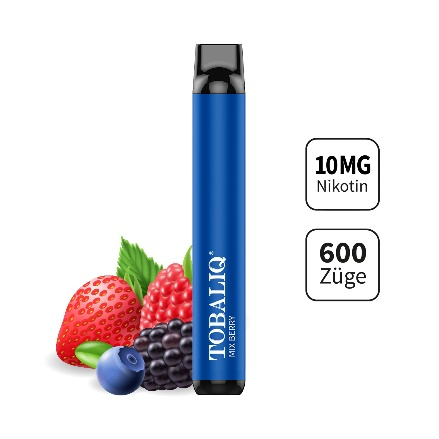 TOBALIQ®
MIX BERRY
10MG
Nikotin
600
Züge